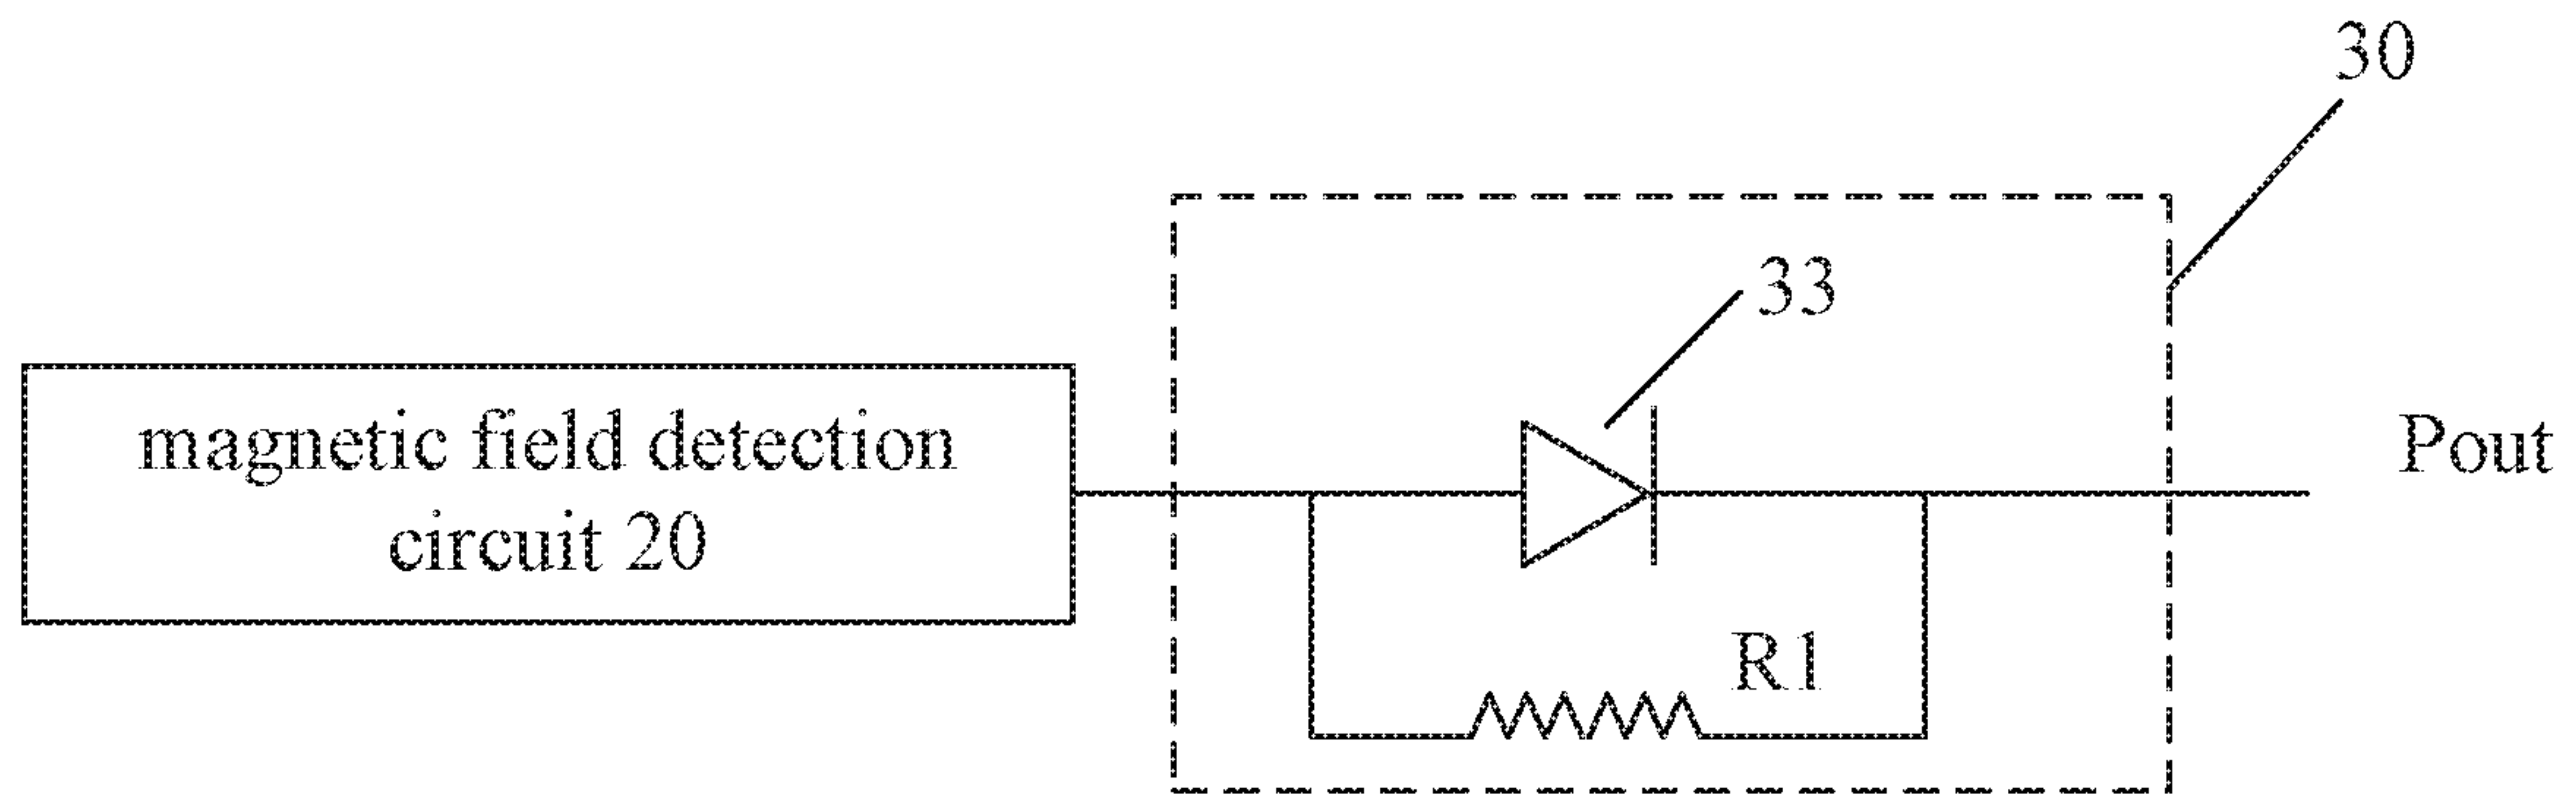 30
33
magnetic field detection
circuit 20
Pout
R1